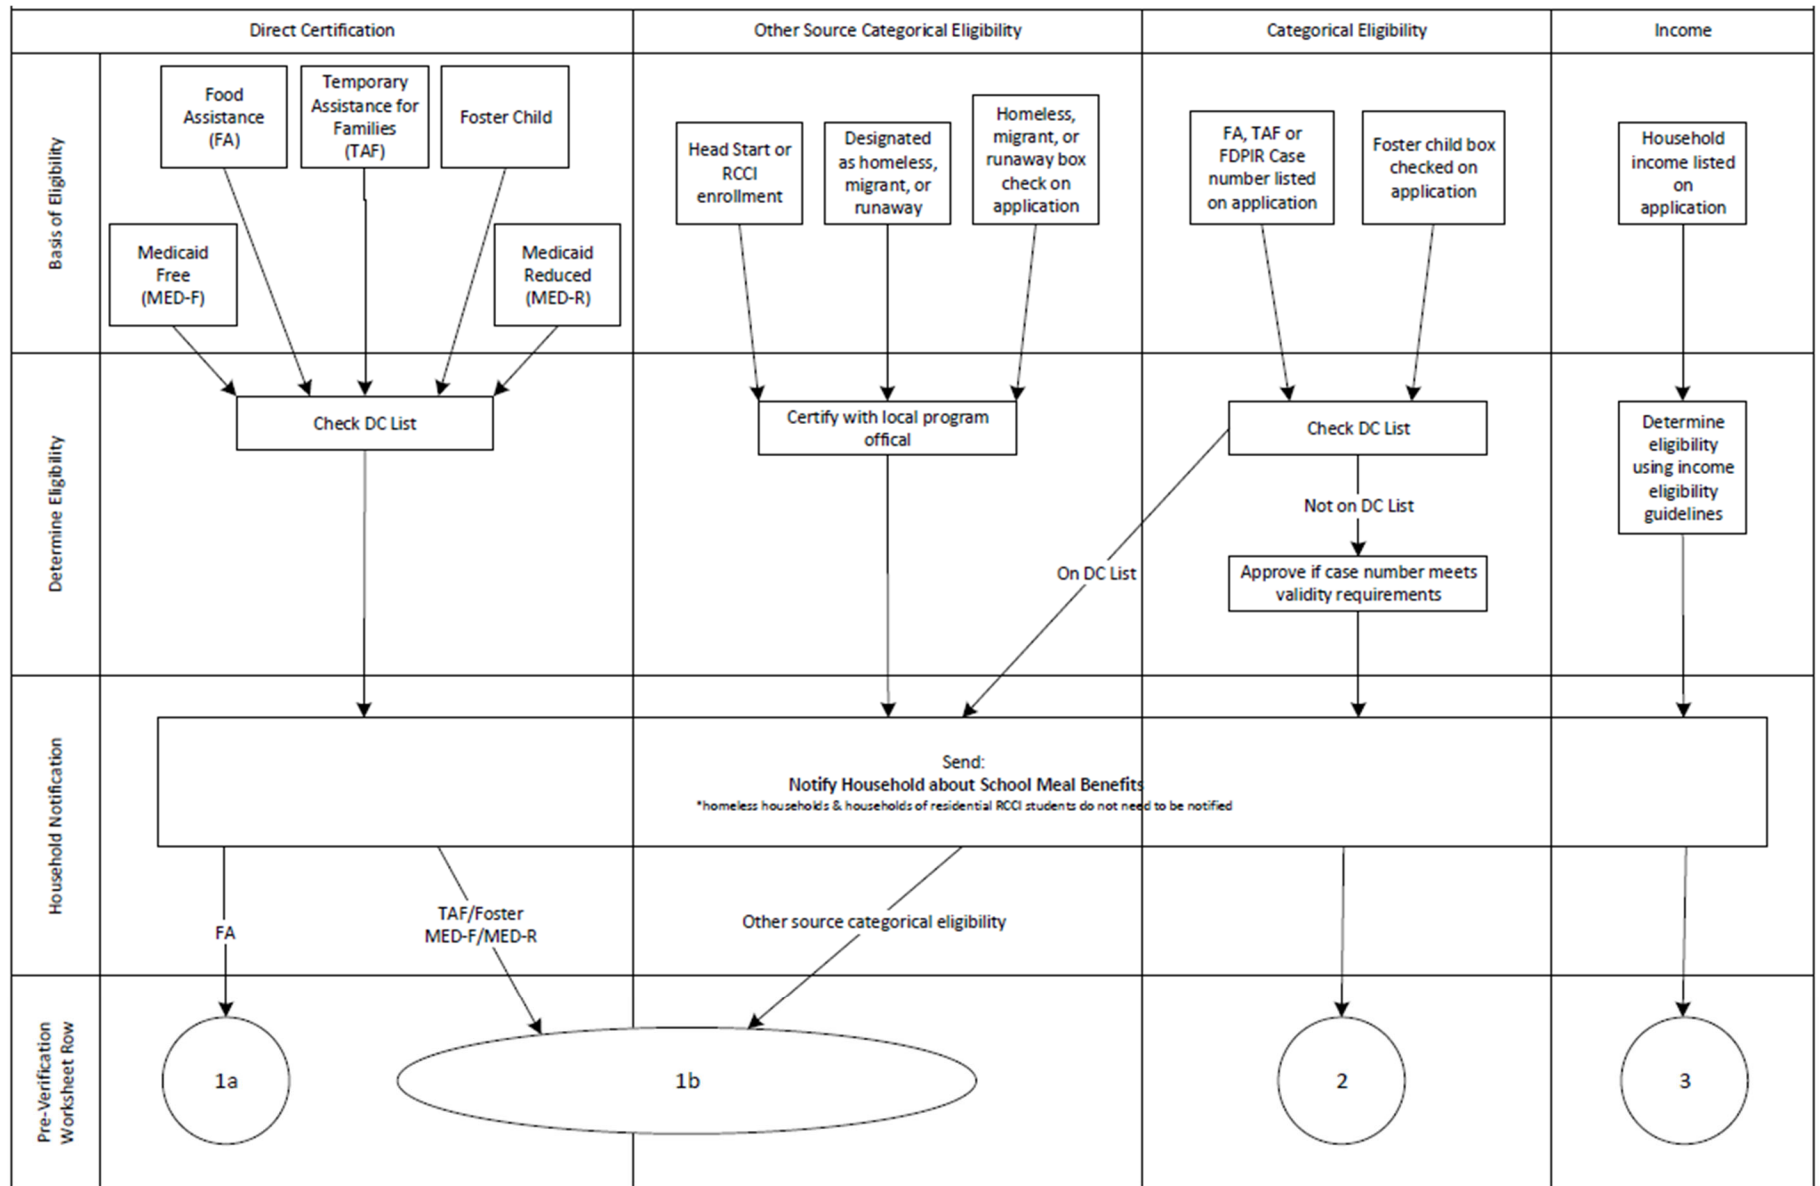 Direct Certification
Other Source Categorical Eligibility
Categorical Eligibility
Income
Basis of Eligibility
Food
Assistance
(FA)
Temporary
Assistance for
Families
(TAF)
Foster Child
Medicaid
Free
(MED-F)
Medicaid
Reduced
(MED-R)
Head Start or
RCCI
enrollment
Designated
as homeless,
migrant, or
runaway
Homeless,
migrant, or
runaway box
check on
application
FA, TAF or
FDPIR Case
number listed
on application
Foster child box
checked on
application
Household
income listed
on
application
Determine Eligibility
Check DC List
Certify with local program
offical
Check DC List
Not on DC List
On DC List
Approve if case number meets
validity requirements
Determine
eligibility
using income
eligibility
guidelines
Household Notification
Send:
Notify Household about School Meal Benefits
*homeless households & households of residential RCCI students do not need to be notified
FA
TAF/Foster
MED-F/MED-R
Other source categorical eligibility
Pre-Verification
Worksheet Row
1a
1b
2
3